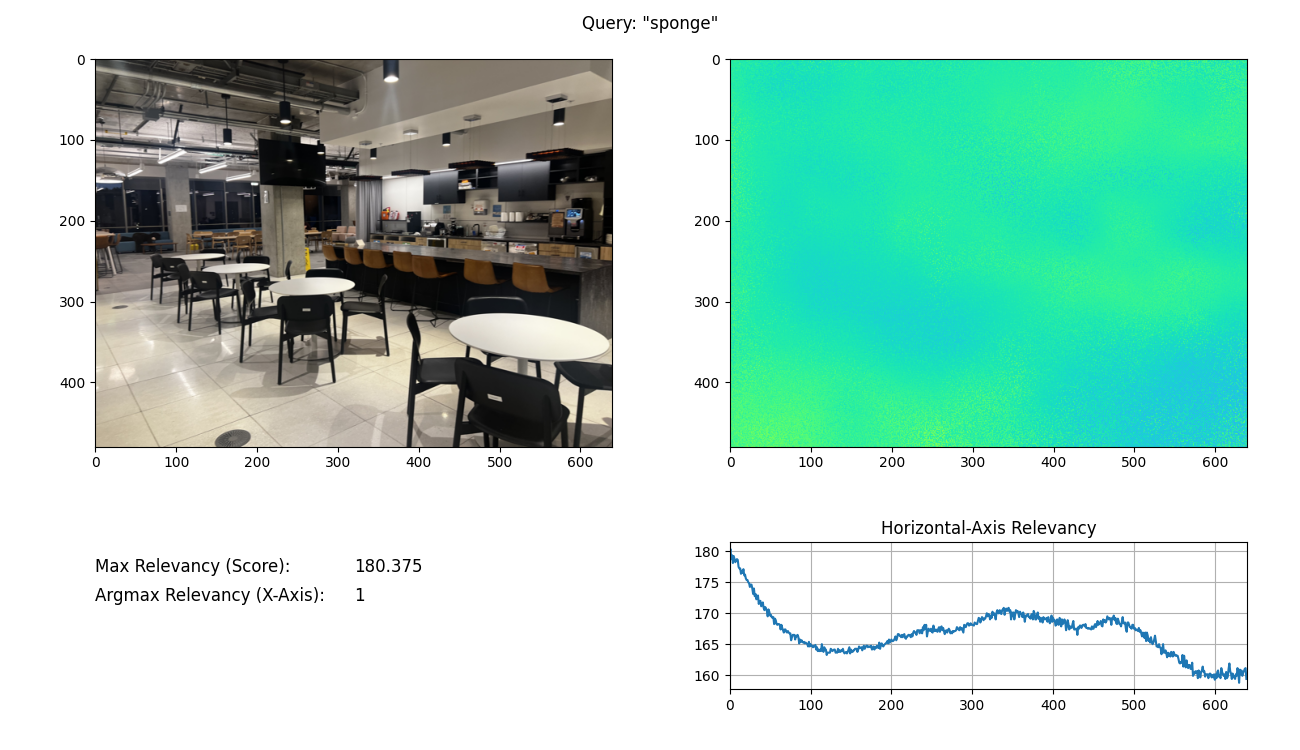 Query: "sponge"
0
100
200
300
400
0 100 200 300 400 500 600
0
100
200
300
400
0 100 200 300 400 500 600
Max Relevancy (Score): 180.375
Argmax Relevancy (X-Axis): 1
Horizontal-Axis Relevancy
180
175
170
165
160
0 100 200 300 400 500 600